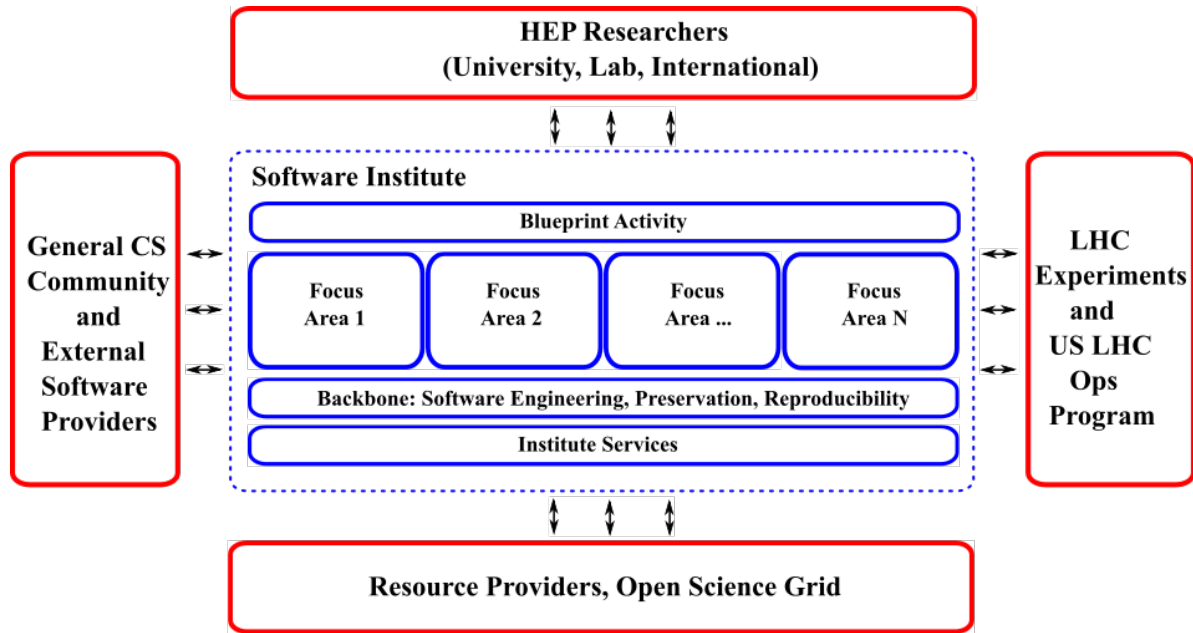 HEP Researchers
(University, Lab, International)
Software Institute
Blueprint Activity
General CS
Community
and
External
Software
Providers
Focus
Area 1
Focus
Area 2
Focus
Area ...
Focus
Area N
LHC
Experiments
and
US LHC
Ops
Program
Backbone: Software Engineering, Preservation, Reproducibility
Institute Services
Resource Providers, Open Science Grid